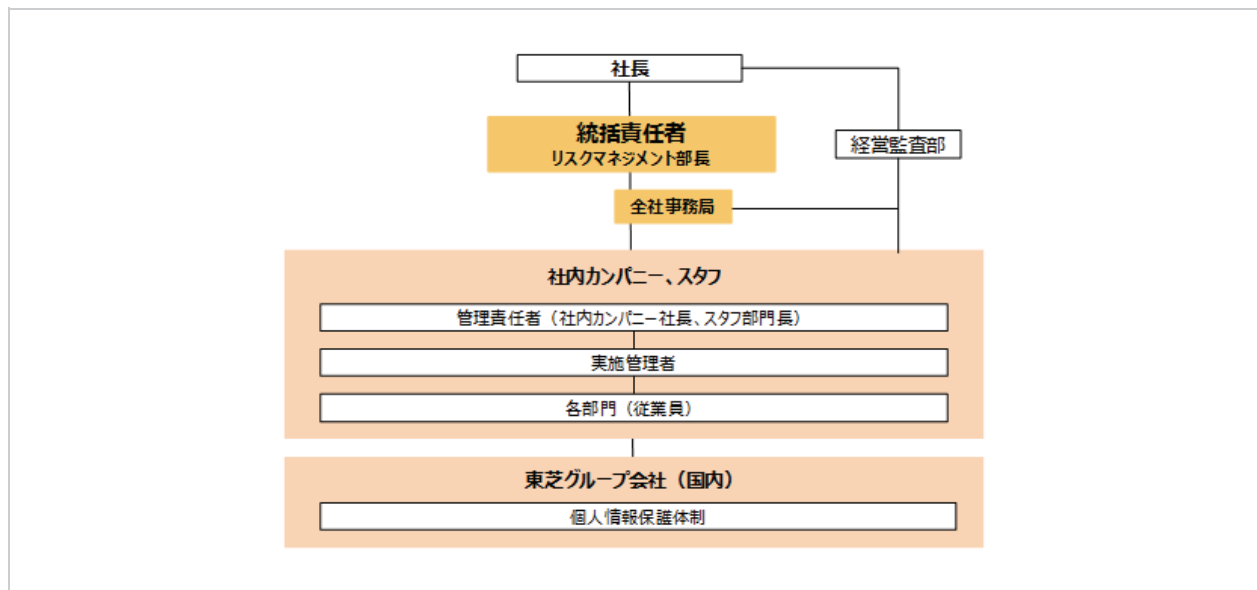 社長
統括責任者
リスクマネジメント部長
経営監査部
全社事務局
社内カンパニー、スタフ
管理責任者（社内カンパニー社長、スタフ部門長）
実施管理者
各部門（従業員）
東芝グループ会社（国内）
個人情報保護体制